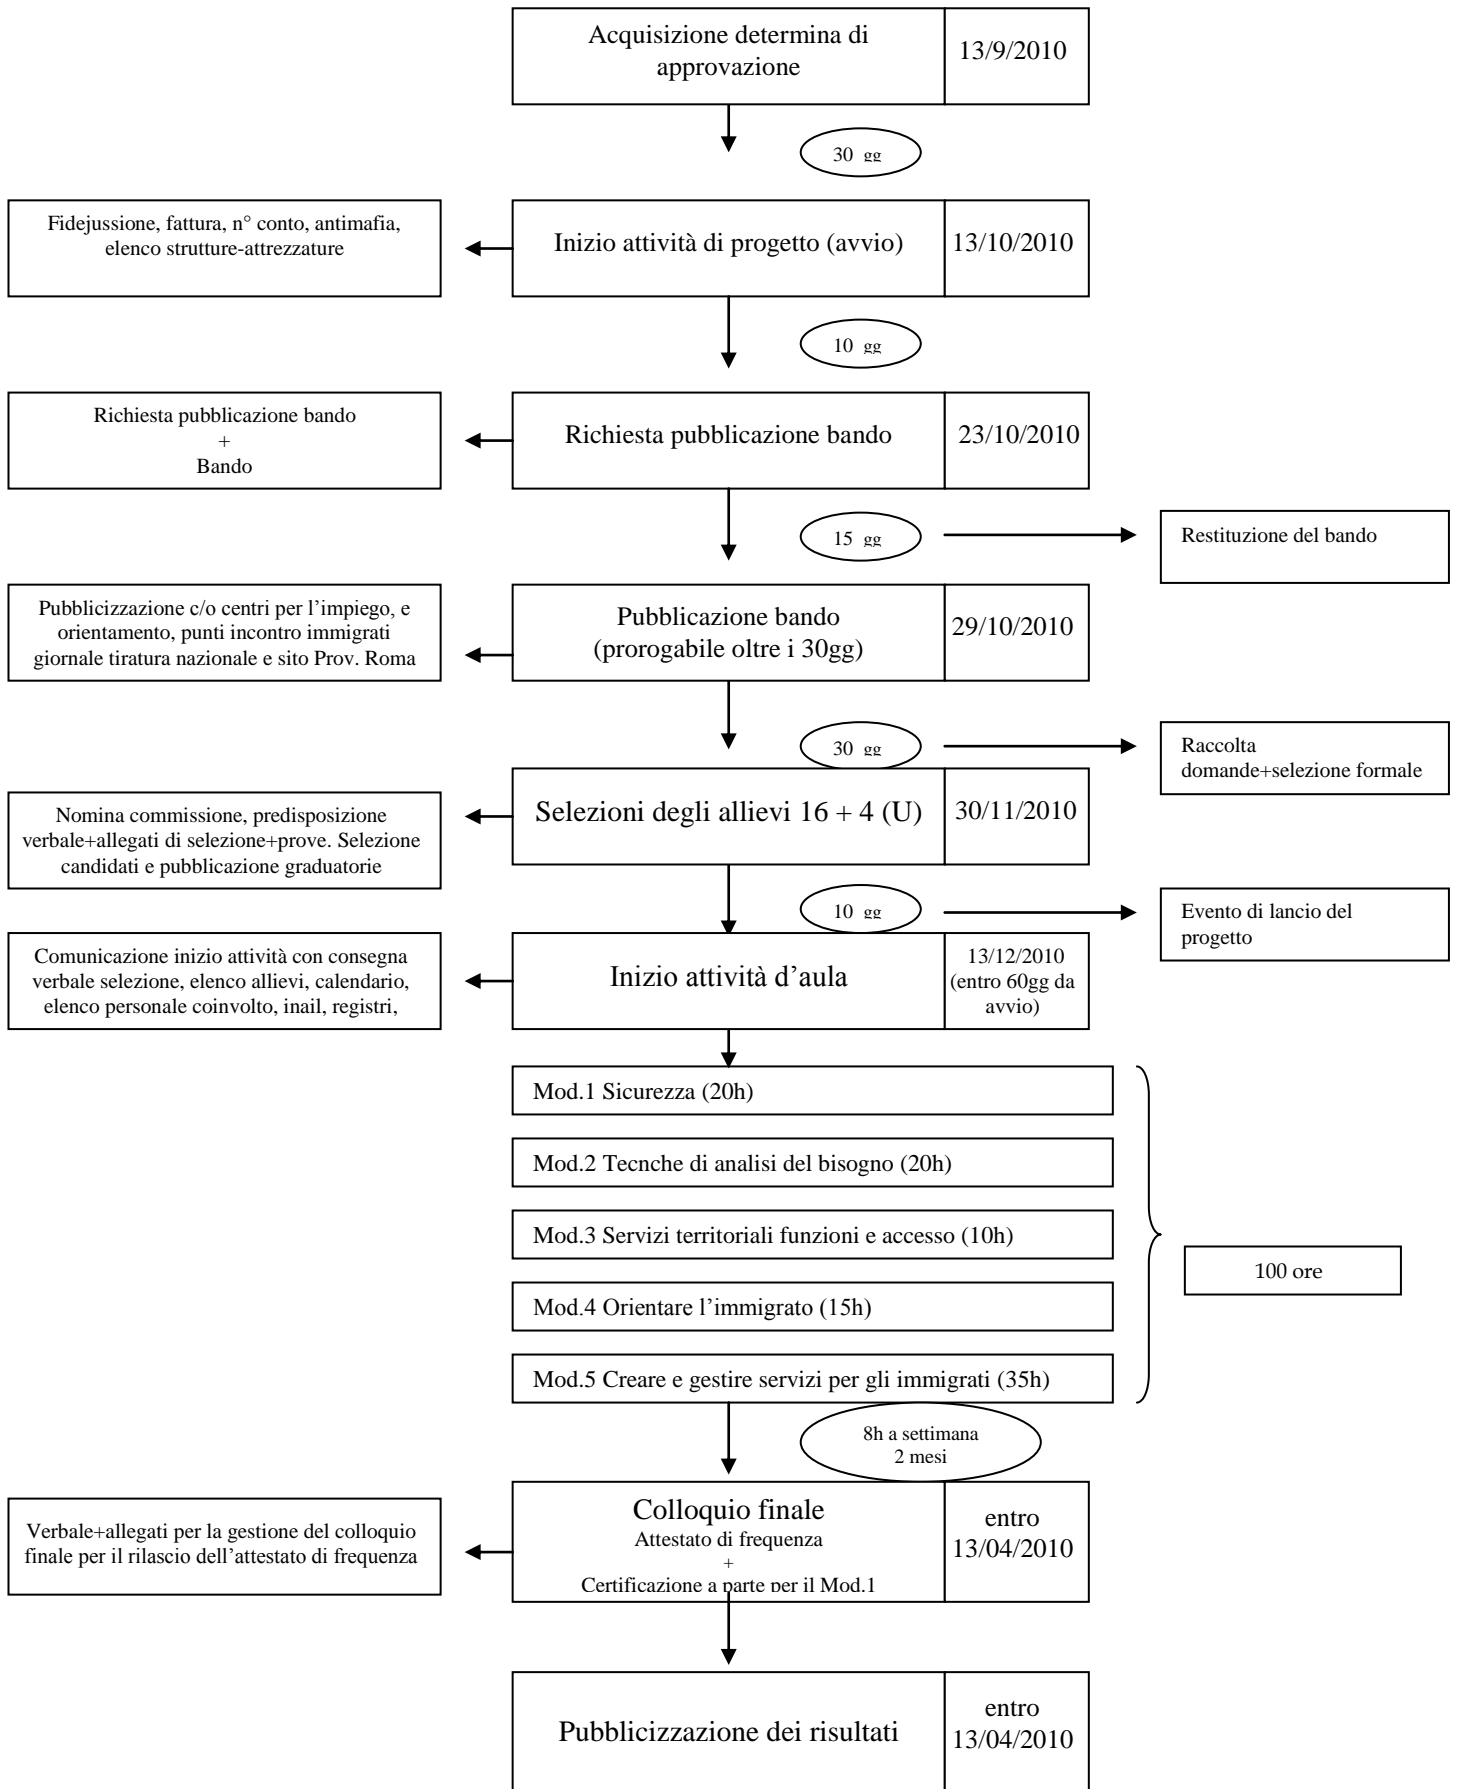 Acquisizione determina di
approvazione
13/9/2010
30 gg
Fidejussione, fattura, n° conto, antimafia,
elenco strutture-attrezzature
Inizio attività di progetto (avvio)
13/10/2010
10 gg
Richiesta pubblicazione bando
+
Bando
Richiesta pubblicazione bando
23/10/2010
15 gg
Restituzione del bando
Pubblicizzazione c/o centri per l’impiego, e
orientamento, punti incontro immigrati
giornale tiratura nazionale e sito Prov. Roma
Pubblicazione bando
(prorogabile oltre i 30gg)
29/10/2010
30 gg
Raccolta
domande+selezione formale
Nomina commissione, predisposizione
verbale+allegati di selezione+prove. Selezione
candidati e pubblicazione graduatorie
Selezioni degli allievi 16 + 4 (U)
30/11/2010
10 gg
Evento di lancio del
progetto
Comunicazione inizio attività con consegna
verbale selezione, elenco allievi, calendario,
elenco personale coinvolto, inail, registri,
Inizio attività d’aula
13/12/2010
(entro 60gg da
avvio)
Mod.1 Sicurezza (20h)
Mod.2 Tecnche di analisi del bisogno (20h)
Mod.3 Servizi territoriali funzioni e accesso (10h)
Mod.4 Orientare l’immigrato (15h)
Mod.5 Creare e gestire servizi per gli immigrati (35h)
100 ore
8h a settimana
2 mesi
Verbale+allegati per la gestione del colloquio
finale per il rilascio dell’attestato di frequenza
Colloquio finale
Attestato di frequenza
+
Certificazione a parte per il Mod.1
entro
13/04/2010
Pubblicizzazione dei risultati
entro
13/04/2010